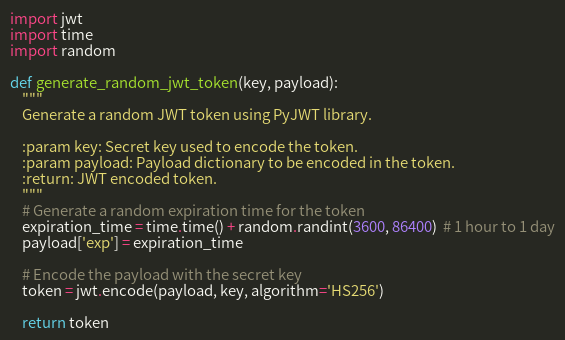 import jwt
import time
import random
def generate_random_jwt_token(key, payload):
"""
Generate a random JWT token using PyJWT library.
:param key: Secret key used to encode the token.
:param payload: Payload dictionary to be encoded in the token.
:return: JWT encoded token.
"""
# Generate a random expiration time for the token
expiration_time = time.time() + random.randint(3600, 86400)  # 1 hour to 1 day
payload['exp'] = expiration_time
# Encode the payload with the secret key
token = jwt.encode(payload, key, algorithm='HS256')
return token